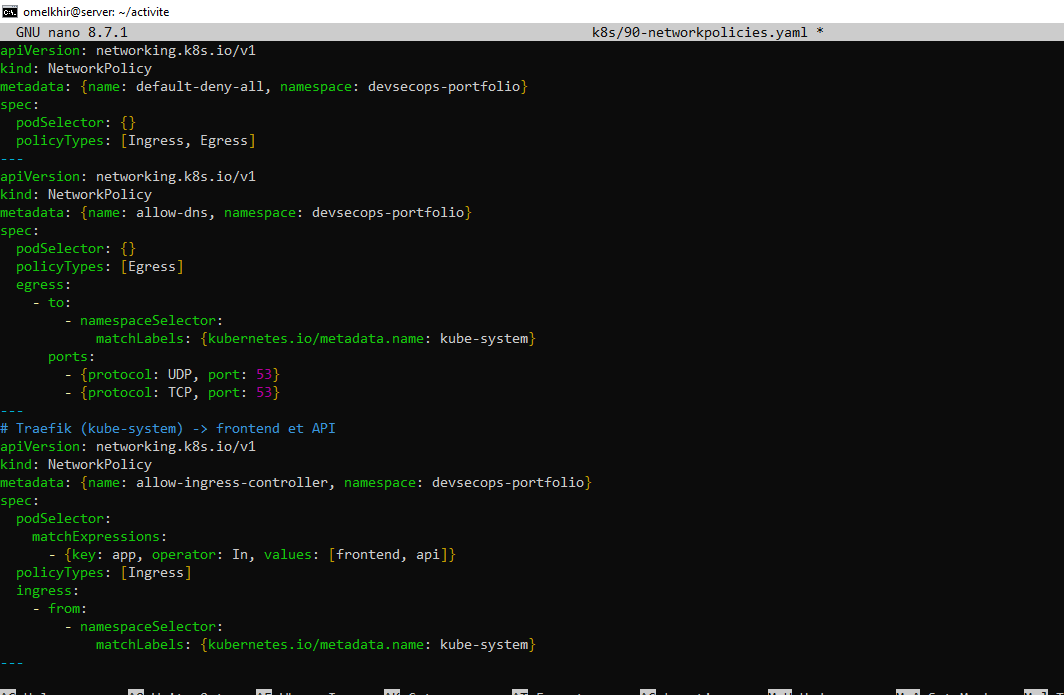 omelkhir@server: ~/activite
GNU nano 8.7.1 k8s/90-networkpolicies.yaml *
apiVersion: networking.k8s.io/v1
kind: NetworkPolicy
metadata: {name: default-deny-all, namespace: devsecops-portfolio}
spec:
  podSelector: {}
  policyTypes: [Ingress, Egress]
---
apiVersion: networking.k8s.io/v1
kind: NetworkPolicy
metadata: {name: allow-dns, namespace: devsecops-portfolio}
spec:
  podSelector: {}
  policyTypes: [Egress]
  egress:
    - to:
        - namespaceSelector:
            matchLabels: {kubernetes.io/metadata.name: kube-system}
      ports:
        - {protocol: UDP, port: 53}
        - {protocol: TCP, port: 53}
---
# Traefik (kube-system) -> frontend et API
apiVersion: networking.k8s.io/v1
kind: NetworkPolicy
metadata: {name: allow-ingress-controller, namespace: devsecops-portfolio}
spec:
  podSelector:
    matchExpressions:
      - {key: app, operator: In, values: [frontend, api]}
  policyTypes: [Ingress]
  ingress:
    - from:
        - namespaceSelector:
            matchLabels: {kubernetes.io/metadata.name: kube-system}
---